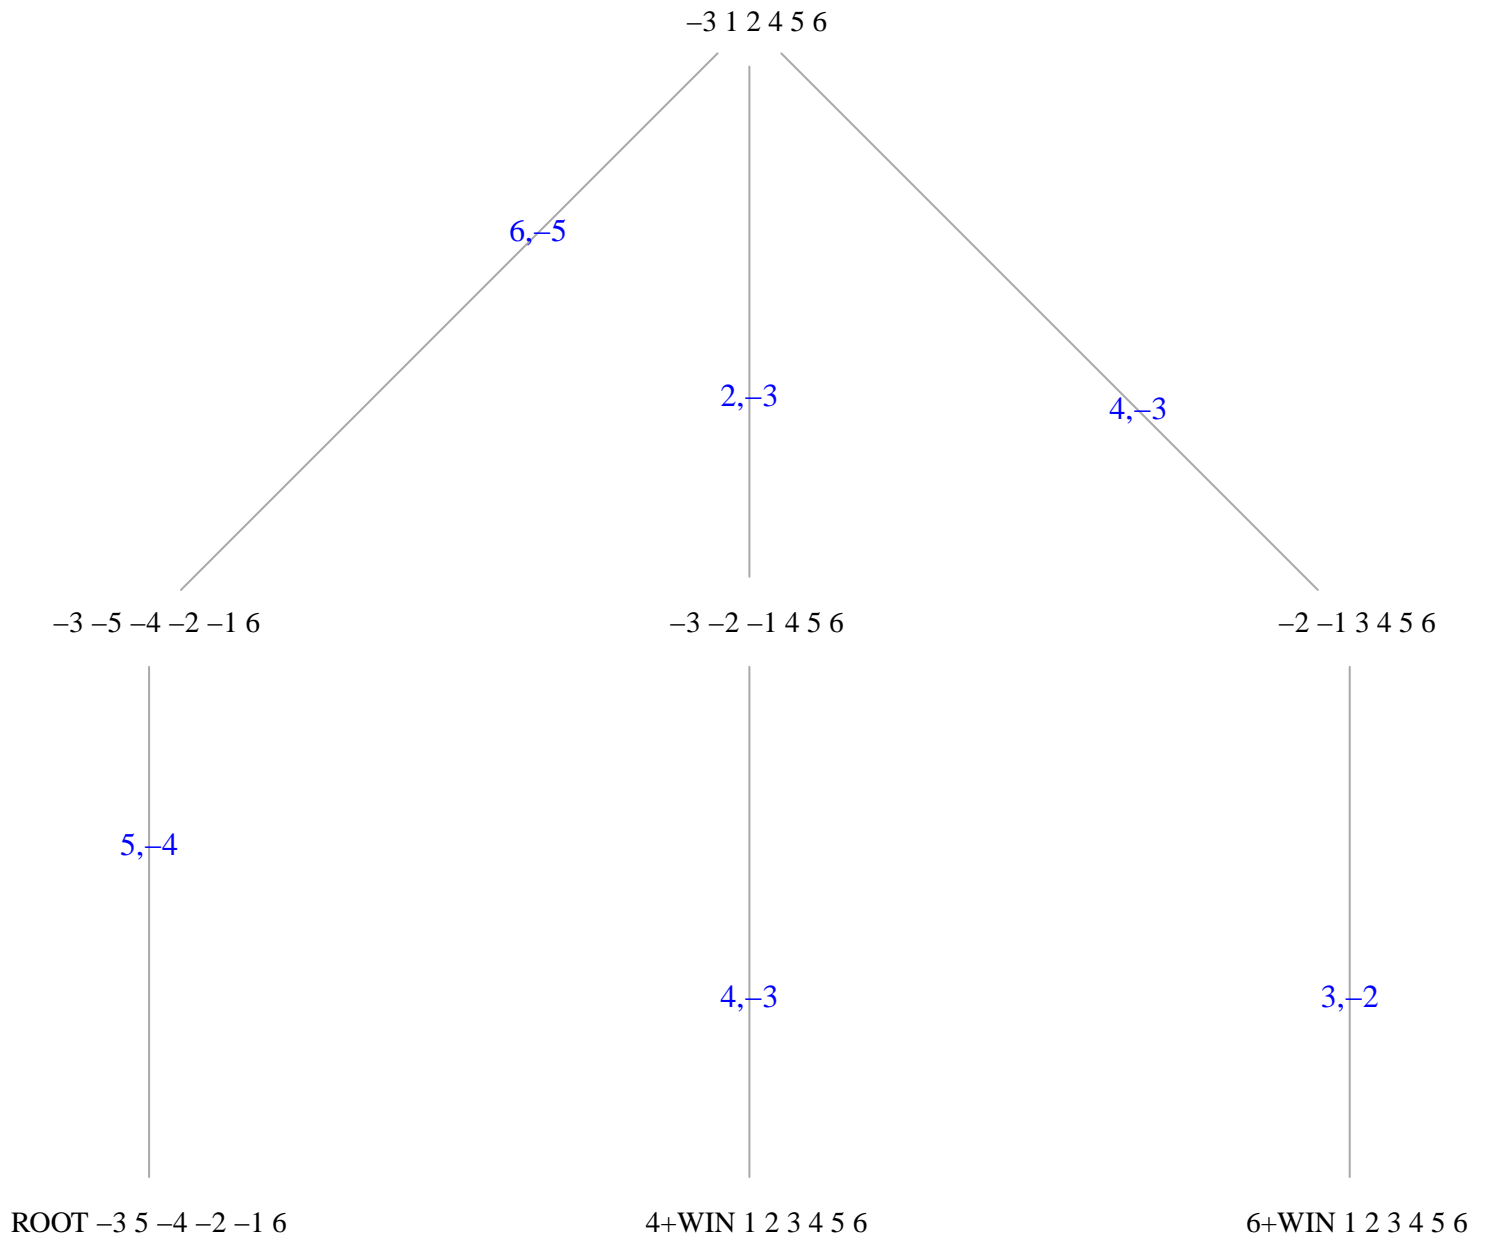 –3 1 2 4 5 6
6,–5
2,–3
4,–3
–3 –5 –4 –2 –1 6
–3 –2 –1 4 5 6
–2 –1 3 4 5 6
5,–4
4,–3
3,–2
ROOT –3 5 –4 –2 –1 6
4+WIN 1 2 3 4 5 6
6+WIN 1 2 3 4 5 6